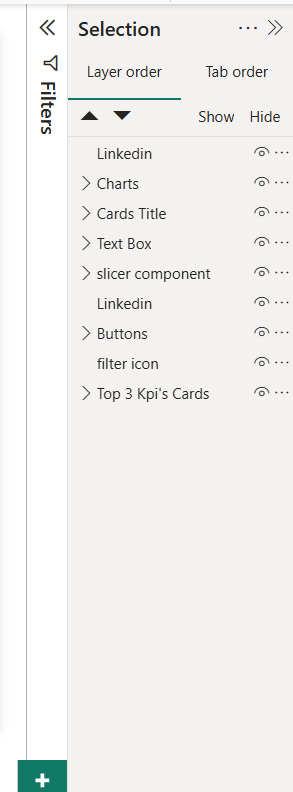 Selection
Layer order Tab order
Show Hide
Linkedin
Charts
Cards Title
Text Box
slicer component
Linkedin
Buttons
filter icon
Top 3 Kpi's Cards
Filters